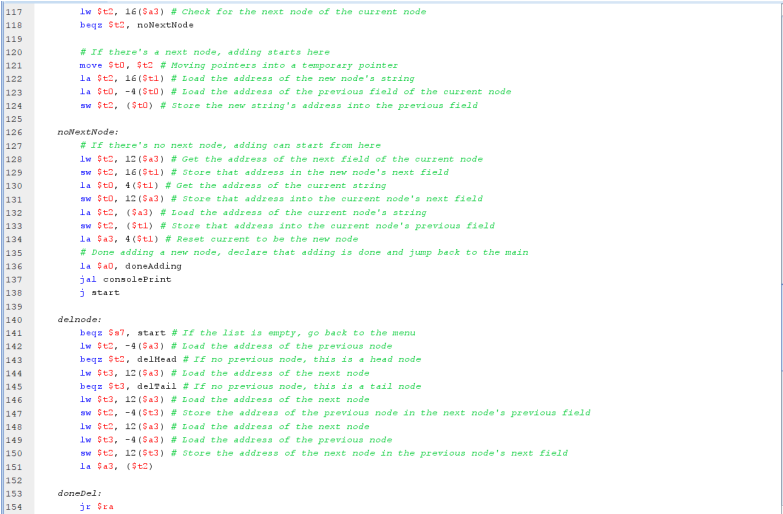 117 lw $t2, 16($a3) # Check for the next node of the current node
118 beqz $t2, noNextNode
119
120 # If there's a next node, adding starts here
121 move $t0, $t2 # Moving pointers into a temporary pointer
122 la $t2, 16($t1) # Load the address of the new node's string
123 la $t0, -4($t0) # Load the address of the previous field of the current node
124 sw $t2, ($t0) # Store the new string's address into the previous field
125
126 noNextNode:
127 # If there's no next node, adding can start from here
128 lw $t2, 12($a3) # Get the address of the next field of the current node
129 sw $t2, 16($t1) # Store that address in the new node's next field
130 la $t0, 4($t1) # Get the address of the current string
131 sw $t0, 12($a3) # Store that address into the current node's next field
132 la $t2, ($a3) # Load the address of the current node's string
133 sw $t2, ($t1) # Store that address into the current node's previous field
134 la $a3, 4($t1) # Reset current to be the new node
135 # Done adding a new node, declare that adding is done and jump back to the main
136 la $a0, doneAdding
137 jal consolePrint
138 j start
139
140 delnode:
141 beqz $s7, start # If the list is empty, go back to the menu
142 lw $t2, -4($a3) # Load the address of the previous node
143 beqz $t2, delHead # If no previous node, this is a head node
144 lw $t3, 12($a3) # Load the address of the next node
145 beqz $t3, delTail # If no previous node, this is a tail node
146 lw $t3, 12($a3) # Load the address of the next node
147 sw $t2, -4($t3) # Store the address of the previous node in the next node's previous field
148 lw $t2, 12($a3) # Load the address of the next node
149 lw $t3, -4($a3) # Load the address of the previous node
150 sw $t2, 12($t3) # Store the address of the next node in the previous node's next field
151 la $a3, ($t2)
152
153 doneDel:
154 jr $ra